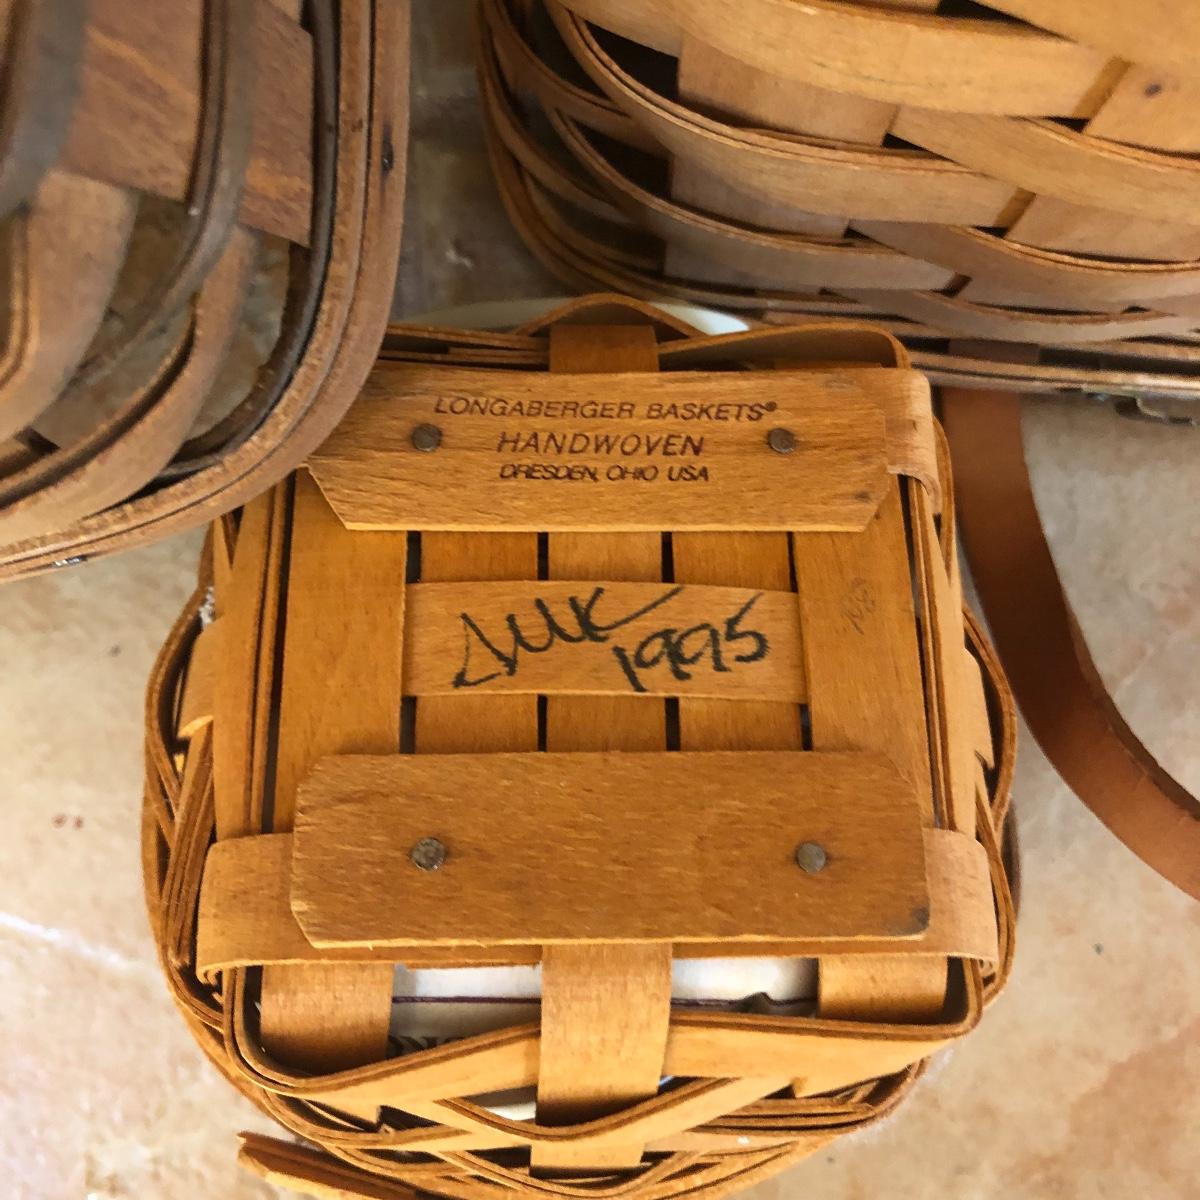 LONGABERGER BASKETS®
HANDWOVEN
DRESDEN, OHIO USA
1995